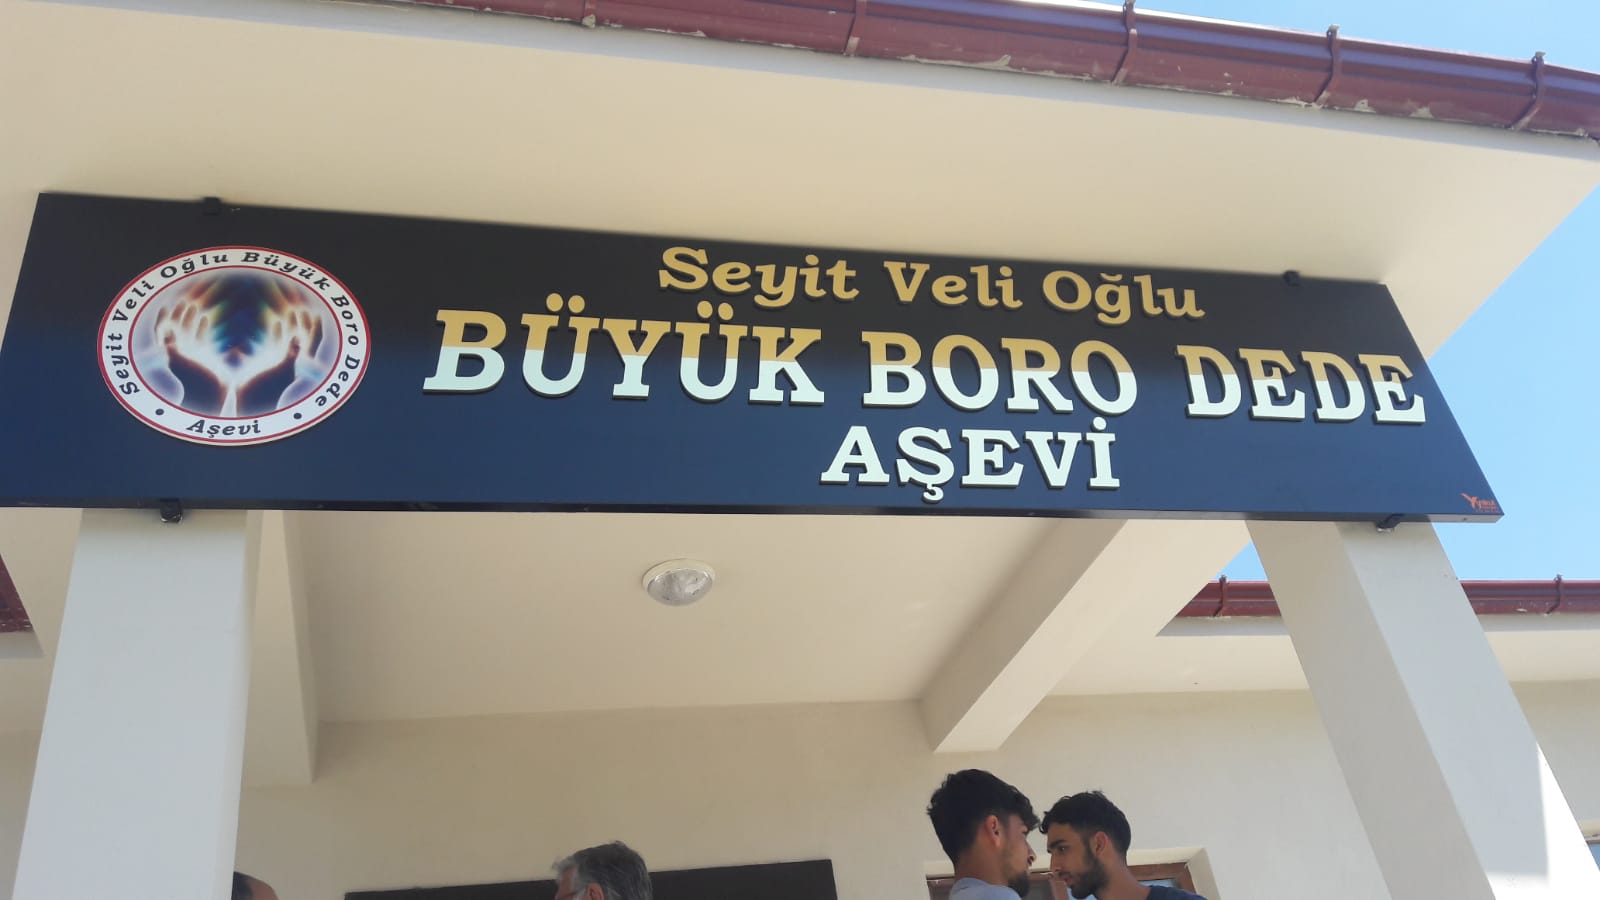 Seyit Veli Oğlu Büyük Boro Dede
• Aşevi •
Seyit Veli Oğlu
BÜYÜK BORO DEDE
AŞEVİ